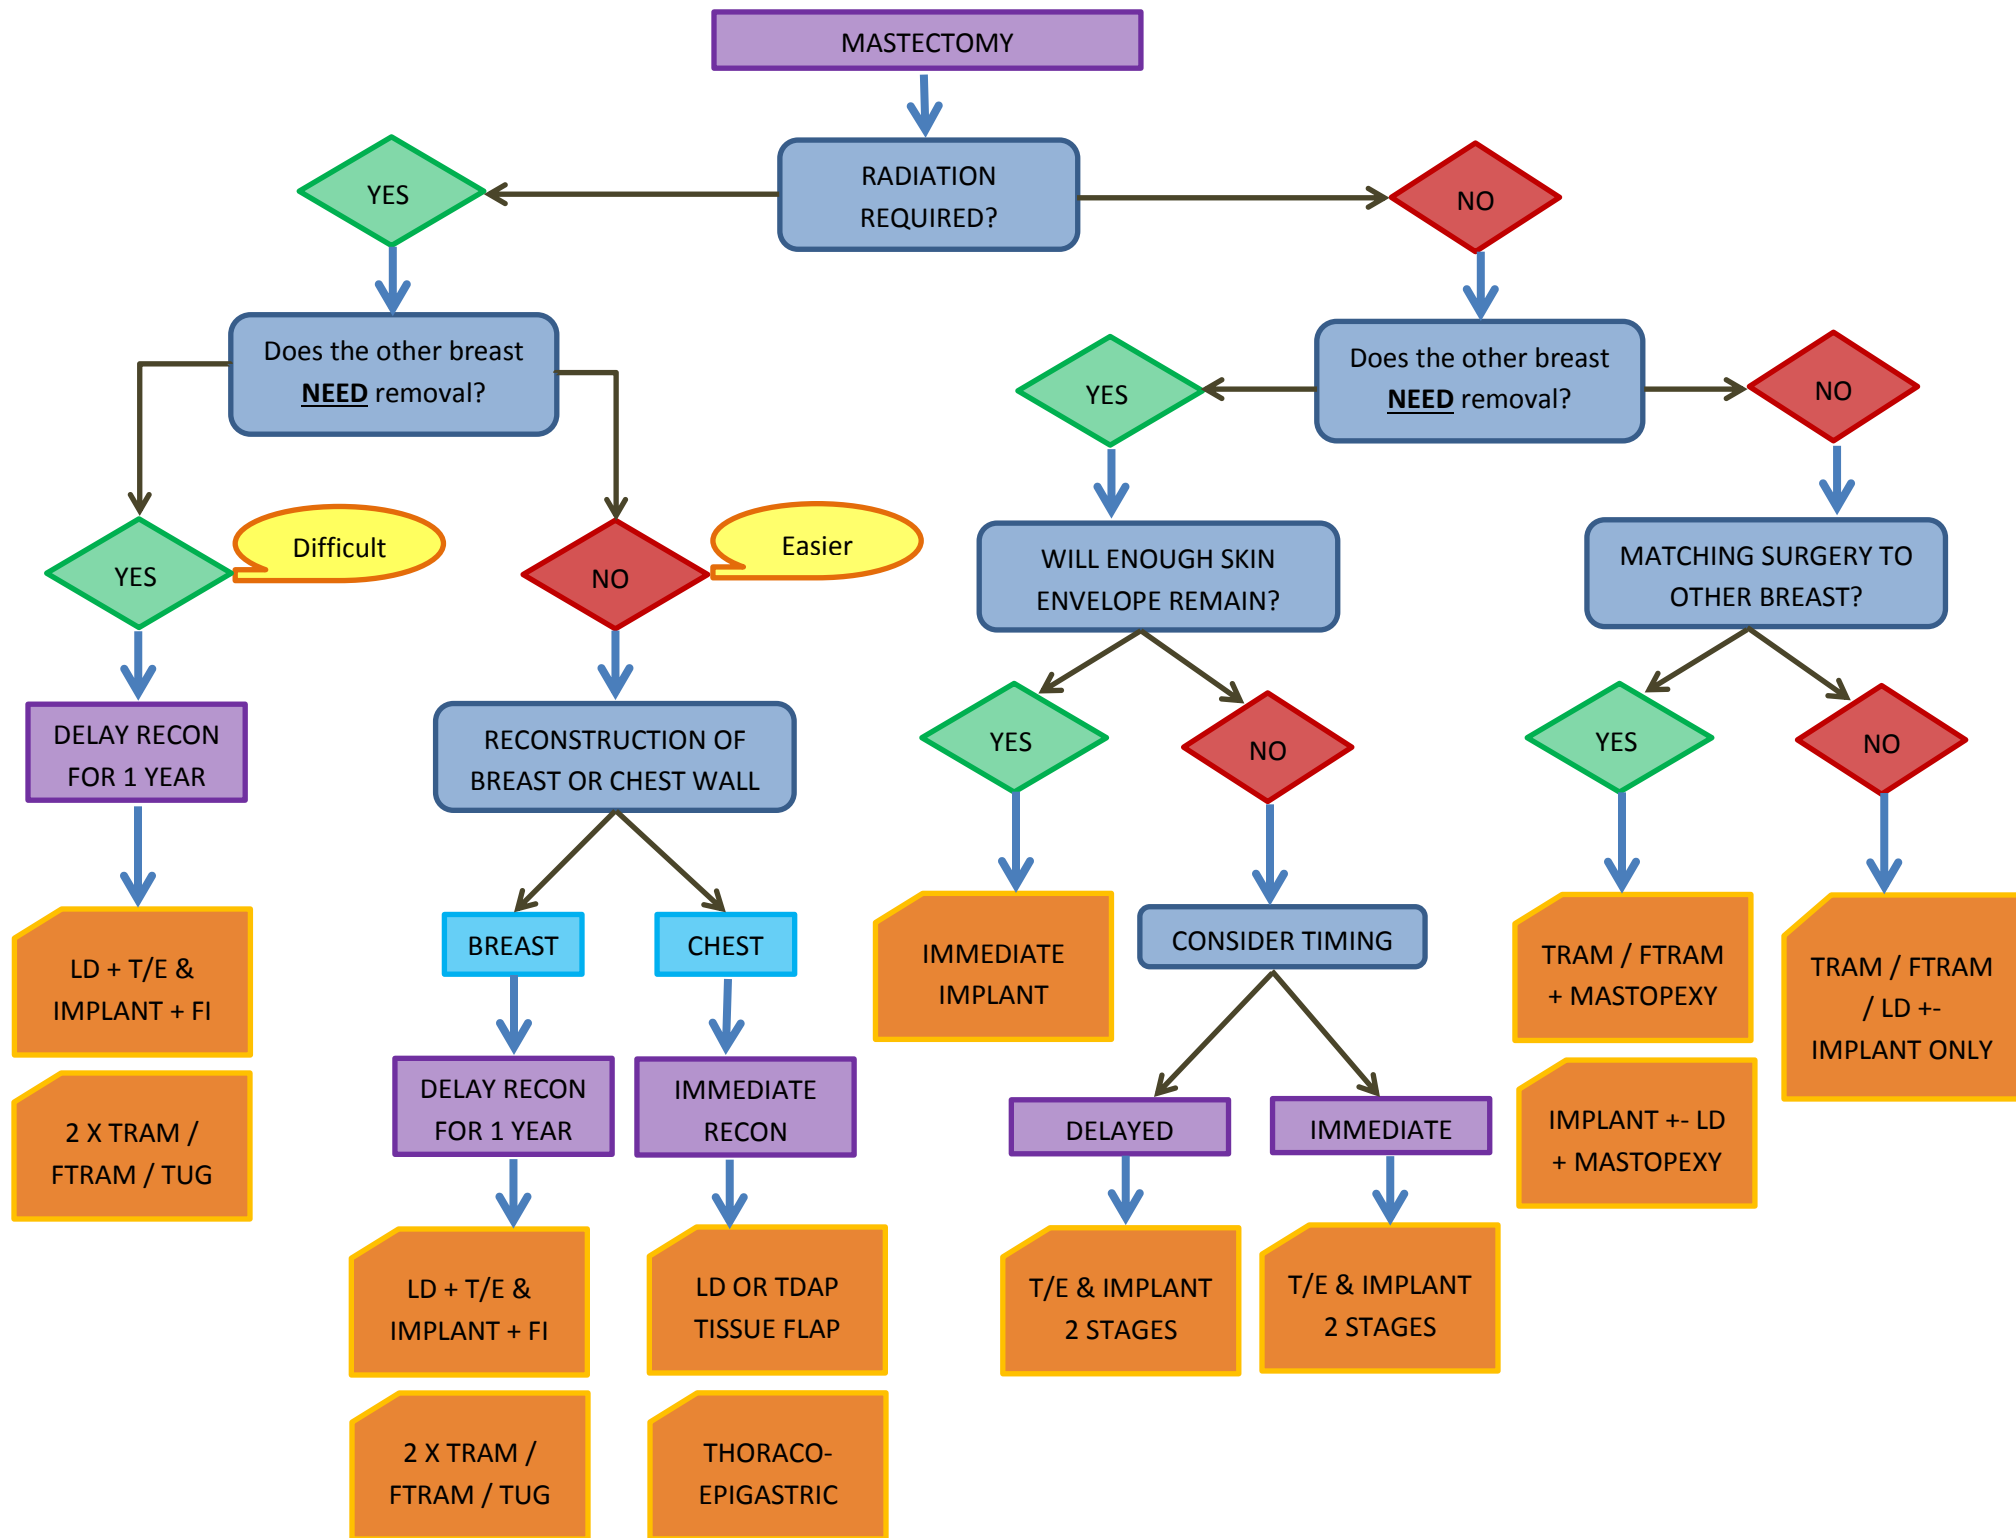 MASTECTOMY
RADIATION
REQUIRED?
YES
NO
Does the other breast
NEED removal?
Does the other breast
NEED removal?
YES
NO
YES
Difficult
NO
Easier
WILL ENOUGH SKIN
ENVELOPE REMAIN?
MATCHING SURGERY TO
OTHER BREAST?
DELAY RECON
FOR 1 YEAR
RECONSTRUCTION OF
BREAST OR CHEST WALL
YES
NO
YES
NO
LD + T/E &
IMPLANT + FI
2 X TRAM /
FTRAM / TUG
BREAST
CHEST
IMMEDIATE
IMPLANT
CONSIDER TIMING
TRAM / FTRAM
+ MASTOPEXY
TRAM / FTRAM
/ LD +-
IMPLANT ONLY
DELAY RECON
FOR 1 YEAR
IMMEDIATE
RECON
DELAYED
IMMEDIATE
IMPLANT +- LD
+ MASTOPEXY
LD + T/E &
IMPLANT + FI
LD OR TDAP
TISSUE FLAP
T/E & IMPLANT
2 STAGES
T/E & IMPLANT
2 STAGES
2 X TRAM /
FTRAM / TUG
THORACO-
EPIGASTRIC